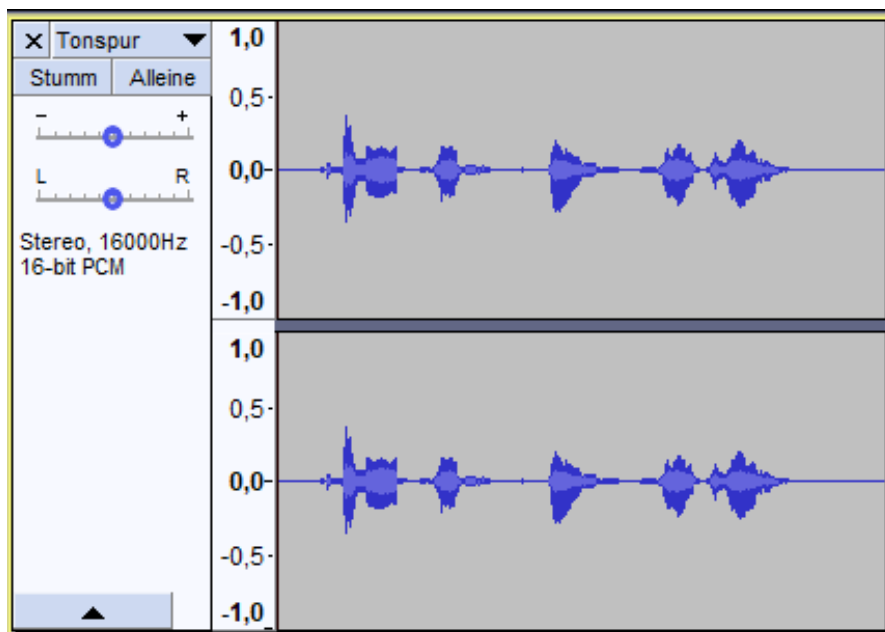 X Tonspur
Stumm Alleine
- +
L R
Stereo, 16000Hz
16-bit PCM
1,0
0,5-
0,0-
-0,5-
-1,0
1,0
0,5-
0,0-
-0,5-
-1,0